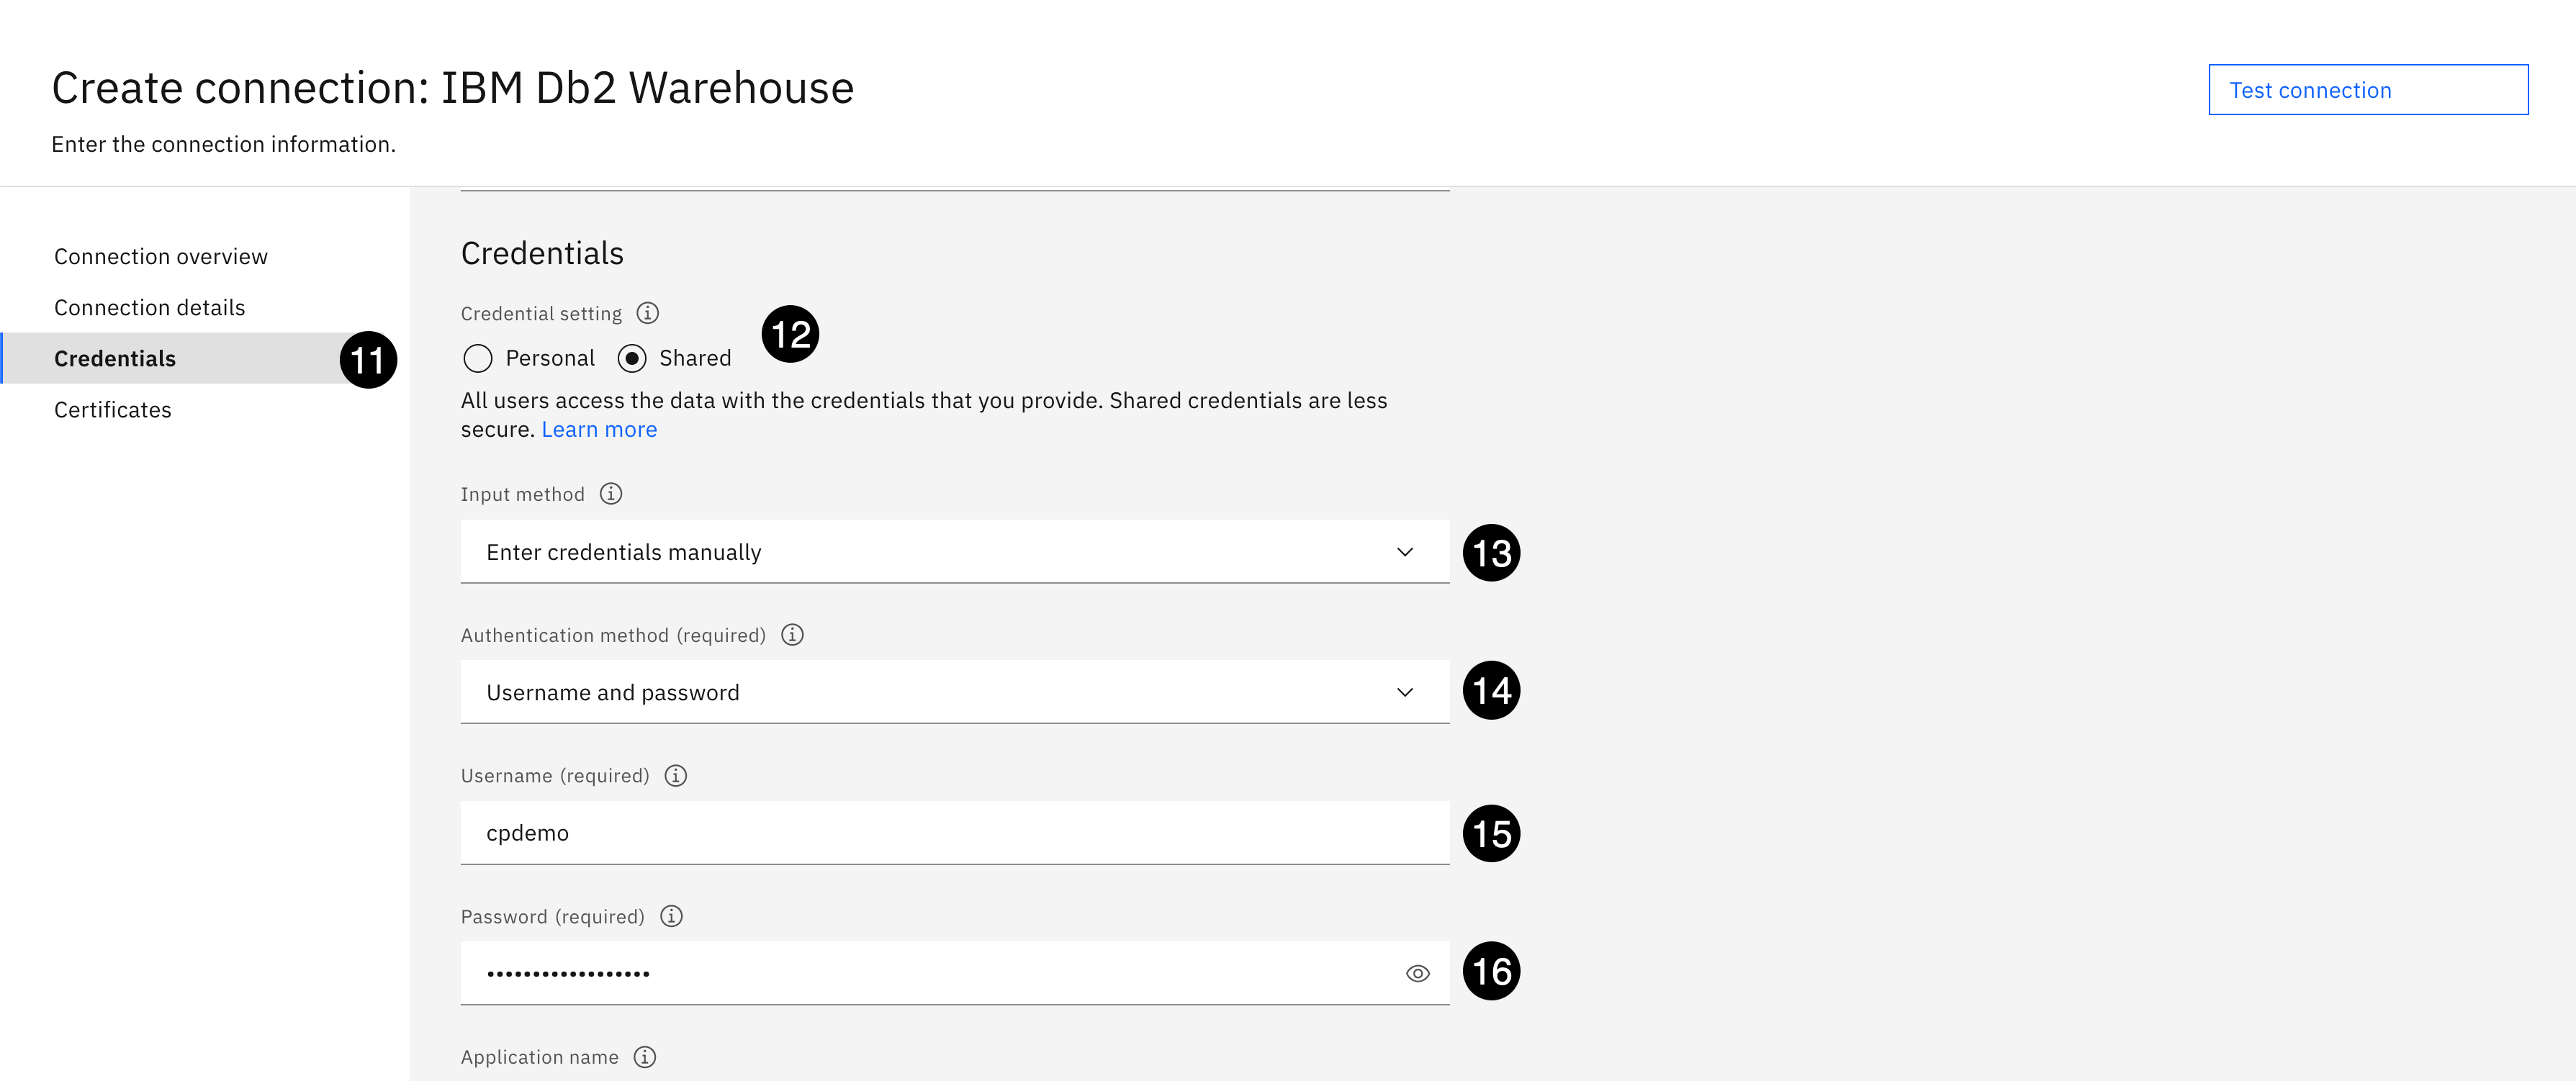 Create connection: IBM Db2 Warehouse
Test connection
Enter the connection information.
Connection overview
Connection details
Credentials
11
Certificates
Credentials
Credential setting
12
Personal
Shared
All users access the data with the credentials that you provide. Shared credentials are less
secure. Learn more
Input method
Enter credentials manually
13
Authentication method (required)
Username and password
14
Username (required)
cpdemo
15
Password (required)
••••••••••••••••••
16
Application name